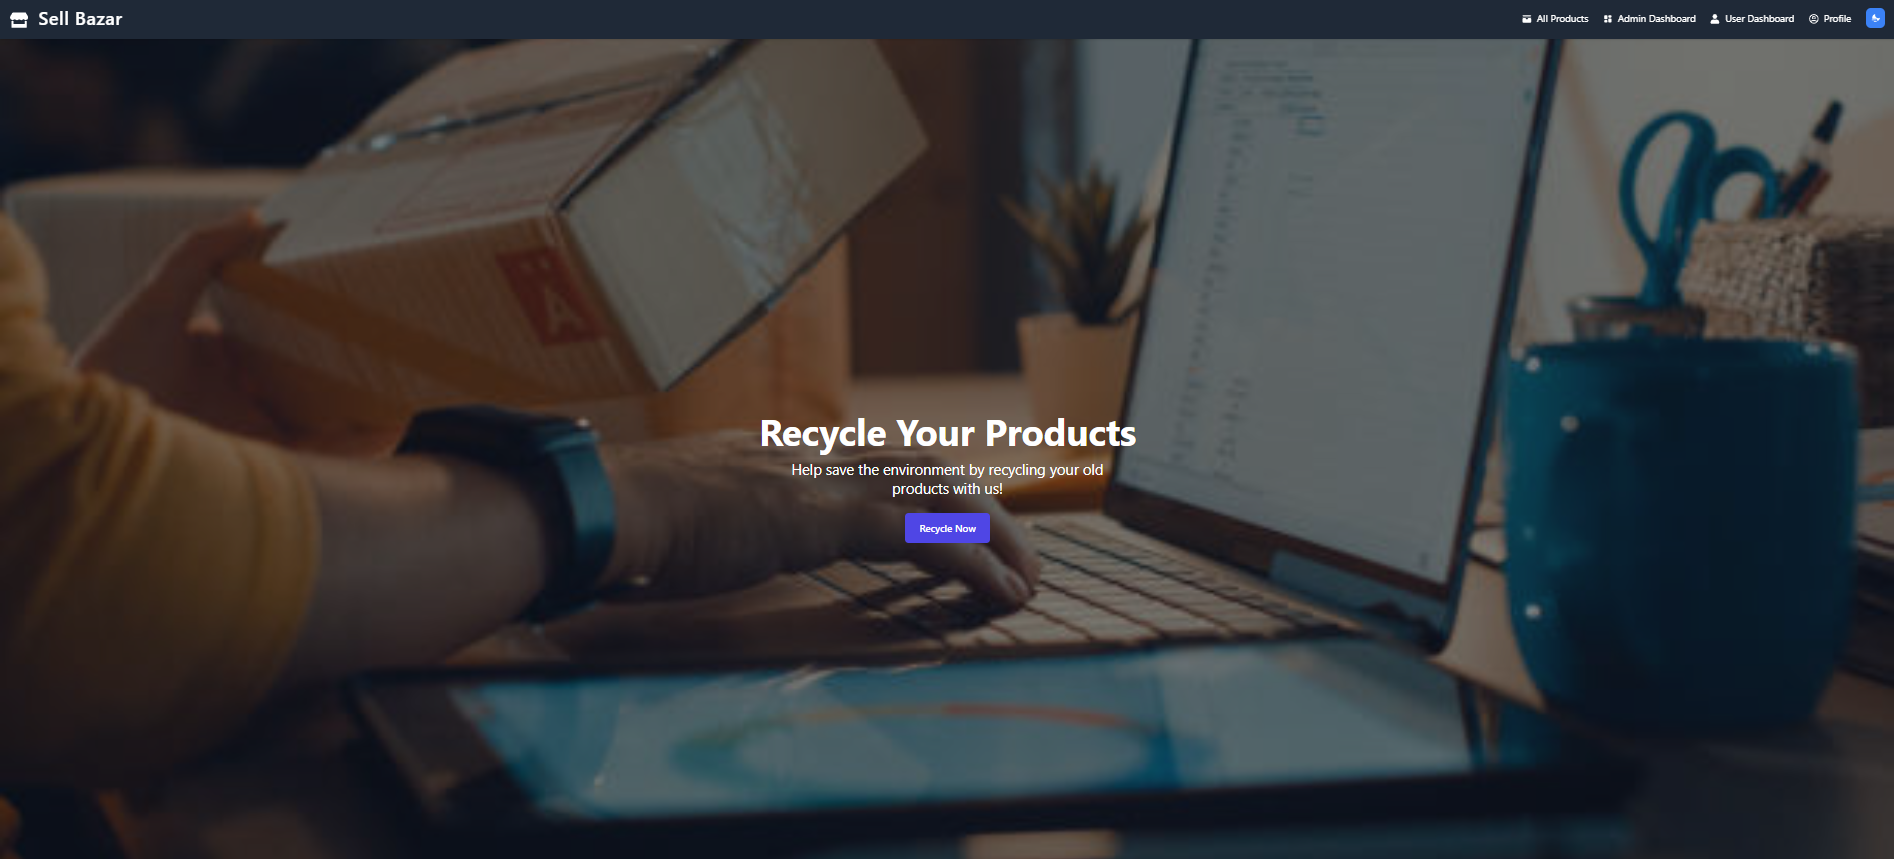 Sell Bazar
All Products
Admin Dashboard
User Dashboard
Profile
Recycle Your Products
Help save the environment by recycling your old
products with us!
Recycle Now